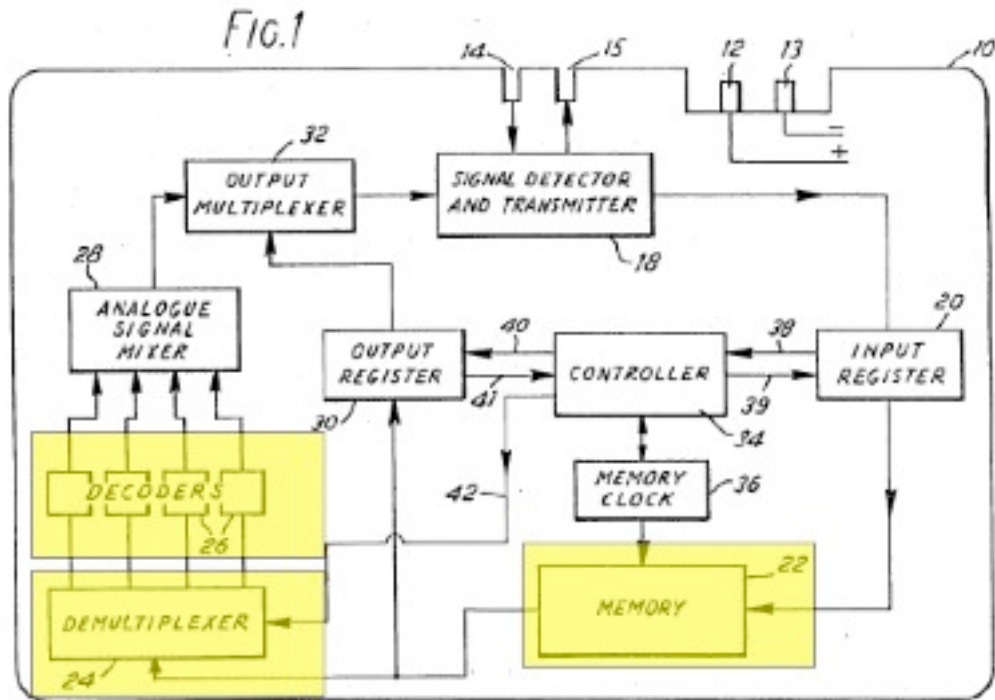 FIG.1
14
15
12
13
10
−
+
32
OUTPUT
MULTIPLEXER
SIGNAL DETECTOR
AND TRANSMITTER
18
28
ANALOGUE
SIGNAL
MIXER
20
OUTPUT
REGISTER
30
40
41
CONTROLLER
34
38
39
INPUT
REGISTER
42
MEMORY
CLOCK
36
DECODERS
26
22
MEMORY
DEMULTIPLEXER
24